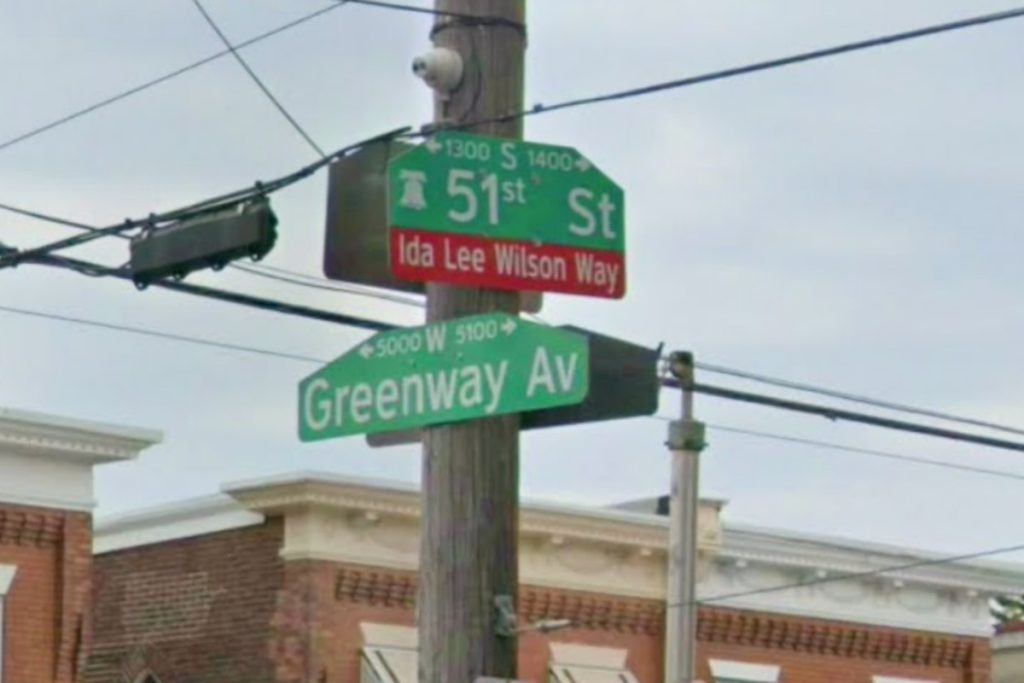 ←1300 S 1400→
51st St
Ida Lee Wilson Way
←5000 W 5100→
Greenway Av